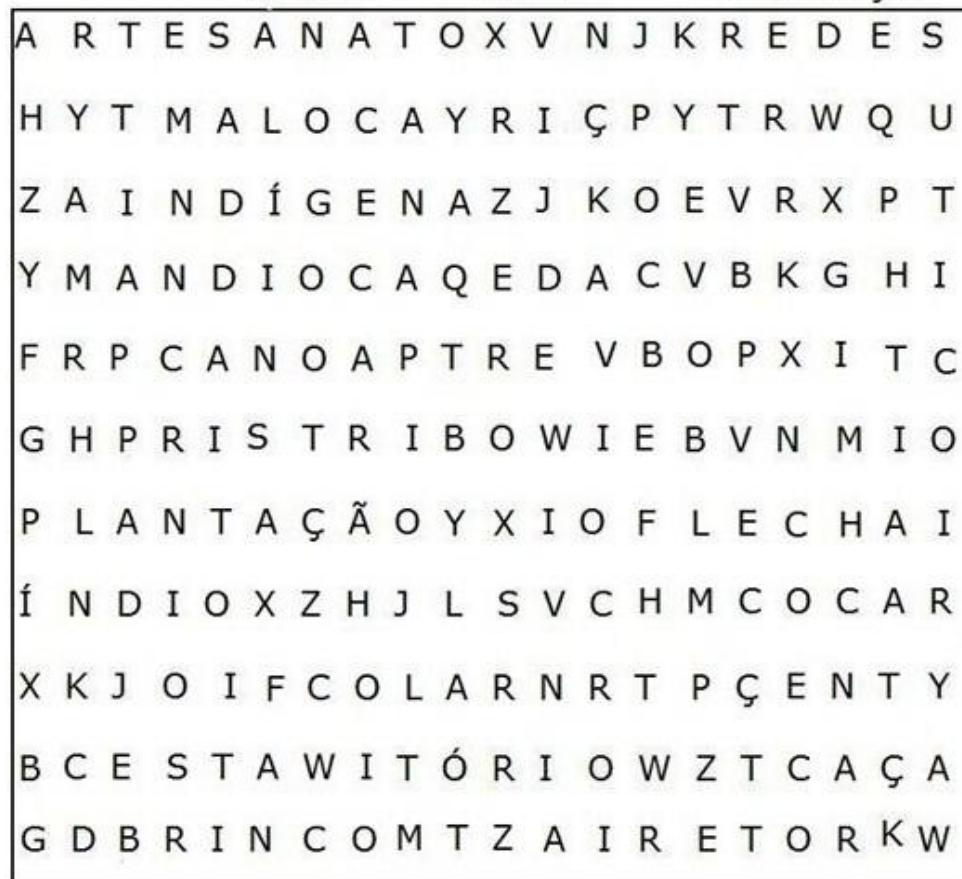 A R T E S A N A T O X V N J K R E D E S
H Y T M A L O C A Y R I Ç P Y T R W Q U
Z A I N D Í G E N A Z J K O E V R X P T
Y M A N D I O C A Q E D A C V B K G H I
F R P C A N O A P T R E V B O P X I T C
G H P R I S T R I B O W I E B V N M I O
P L A N T A Ç Ã O Y X I O F L E C H A I
Í N D I O X Z H J L S V C H M C O C A R
X K J O I F C O L A R N R T P Ç E N T Y
B C E S T A W I T Ó R I O W Z T C A Ç A
G D B R I N C O M T Z A I R E T O R K W